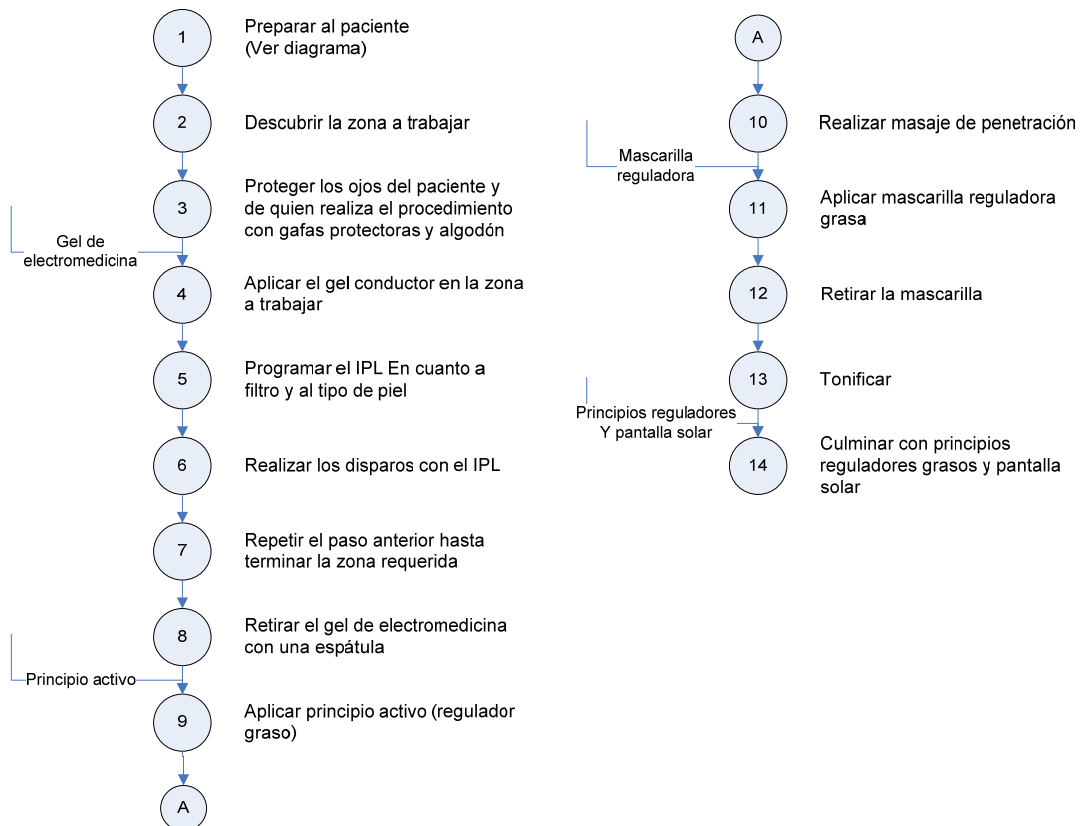 1
Preparar al paciente
(Ver diagrama)
2
Descubrir la zona a trabajar
3
Proteger los ojos del paciente y
de quien realiza el procedimiento
con gafas protectoras y algodón
Gel de
electromedicina
4
Aplicar el gel conductor en la zona
a trabajar
5
Programar el IPL En cuanto a
filtro y al tipo de piel
6
Realizar los disparos con el IPL
7
Repetir el paso anterior hasta
terminar la zona requerida
8
Retirar el gel de electromedicina
con una espátula
Principio activo
9
Aplicar principio activo (regulador
graso)
A
A
10
Realizar masaje de penetración
Mascarilla
reguladora
11
Aplicar mascarilla reguladora
grasa
12
Retirar la mascarilla
13
Tonificar
Principios reguladores
Y pantalla solar
14
Culminar con principios
reguladores grasos y pantalla
solar